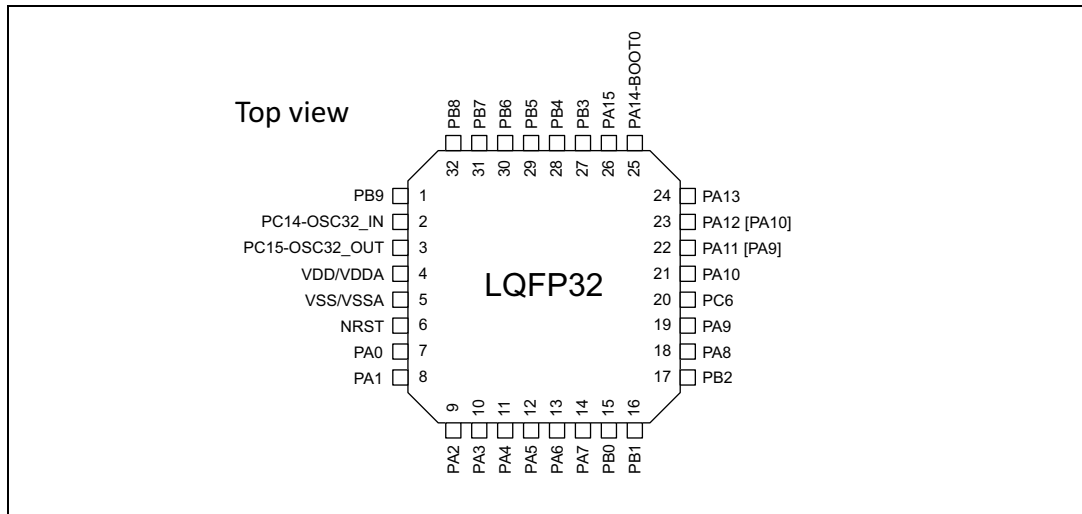 Top view
PB8
PB7
PB6
PB5
PB4
PB3
PA15
PA14-BOOT0
32
31
30
29
28
27
26
25
PB9 1
PC14-OSC32_IN 2
PC15-OSC32_OUT 3
VDD/VDDA 4
VSS/VSSA 5
NRST 6
PA0 7
PA1 8
LQFP32
24 PA13
23 PA12 [PA10]
22 PA11 [PA9]
21 PA10
20 PC6
19 PA9
18 PA8
17 PB2
9
10
11
12
13
14
15
16
PA2
PA3
PA4
PA5
PA6
PA7
PB0
PB1